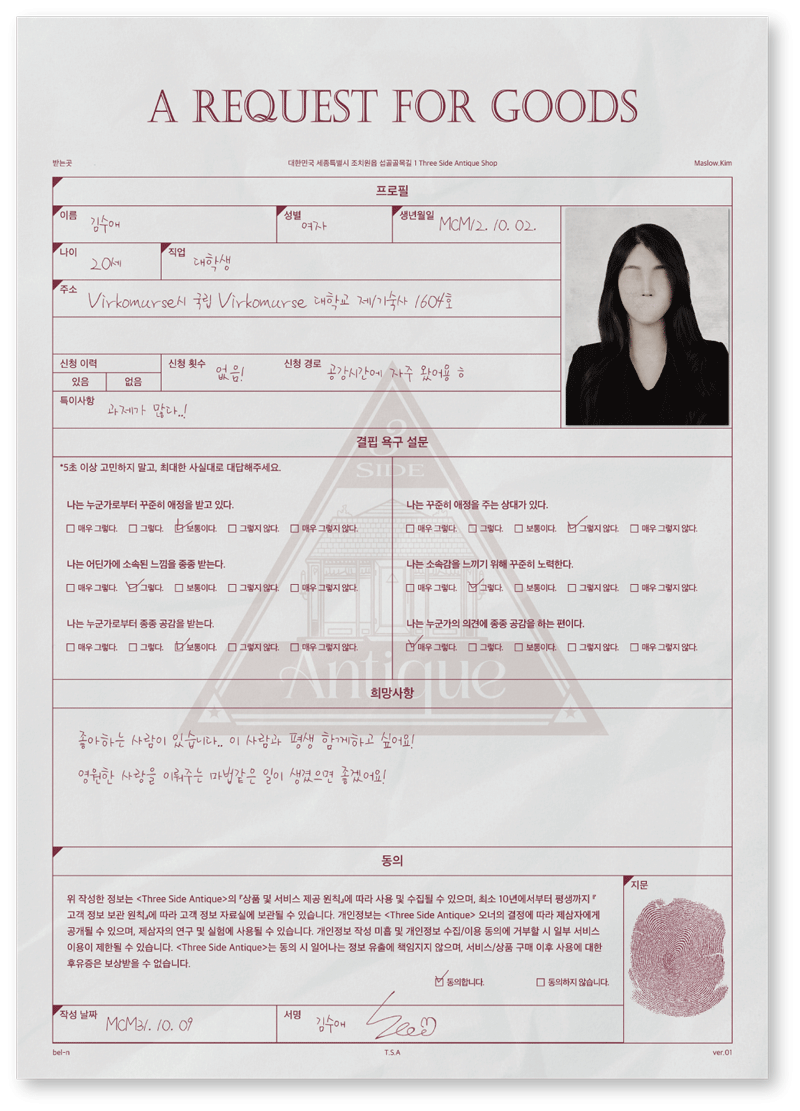 A REQUEST FOR GOODS
받는곳 대한민국 세종특별시 조치원읍 섭골골목길 I Three Side Antique Shop Maslow.Kim
프로필
이름 김수애 성별 여자 생년월일 MCM12. 10. 02.
나이 20세 직업 대학생
주소 Virkomurse시 국립 Virkomurse 대학교 제1기숙사 1604호
신청 이력 신청 횟수 없음! 신청 경로 공강시간에 자주 왔어용 ㅎ
있음 없음
특이사항 과제가 많다..!
3
SIDE
Antique
결핍 욕구 설문
*5초 이상 고민하지 말고, 최대한 사실대로 대답해주세요.
나는 누군가로부터 꾸준히 애정을 받고 있다. 나는 꾸준히 애정을 주는 상대가 있다.
매우 그렇다. 그렇다. 보통이다. 그렇지 않다. 매우 그렇지 않다. 매우 그렇다. 그렇다. 보통이다. 그렇지 않다. 매우 그렇지 않다.
나는 어딘가에 소속된 느낌을 종종 받는다. 나는 소속감을 느끼기 위해 꾸준히 노력한다.
매우 그렇다. 그렇다. 보통이다. 그렇지 않다. 매우 그렇지 않다. 매우 그렇다. 그렇다. 보통이다. 그렇지 않다. 매우 그렇지 않다.
나는 누군가로부터 종종 공감을 받는다. 나는 누군가의 의견에 종종 공감을 하는 편이다.
매우 그렇다. 그렇다. 보통이다. 그렇지 않다. 매우 그렇지 않다. 매우 그렇다. 그렇다. 보통이다. 그렇지 않다. 매우 그렇지 않다.
희망사항
좋아하는 사람이 있습니다.. 이 사람과 평생 함께하고 싶어요!
영원한 사랑을 이뤄주는 마법같은 일이 생겼으면 좋겠어요!
동의
위 작성한 정보는 <Three Side Antique>의 『상품 및 서비스 제공 원칙』에 따라 사용 및 수집될 수 있으며, 최소 10년에서부터 평생까지 『
고객 정보 보관 원칙』에 따라 고객 정보 자료실에 보관될 수 있습니다. 개인정보는 <Three Side Antique> 오너의 결정에 따라 제삼자에게
공개될 수 있으며, 제삼자의 연구 및 실험에 사용될 수 있습니다. 개인정보 작성 미흡 및 개인정보 수집/이용 동의에 거부할 시 일부 서비스
이용이 제한될 수 있습니다. <Three Side Antique>는 동의 시 일어나는 정보 유출에 책임지지 않으며, 서비스/상품 구매 이후 사용에 대한
후유증은 보상받을 수 없습니다.
지문
동의합니다. 동의하지 않습니다.
작성 날짜 MCM31. 10. 09 서명 김수애
bel-n T.S.A ver.01